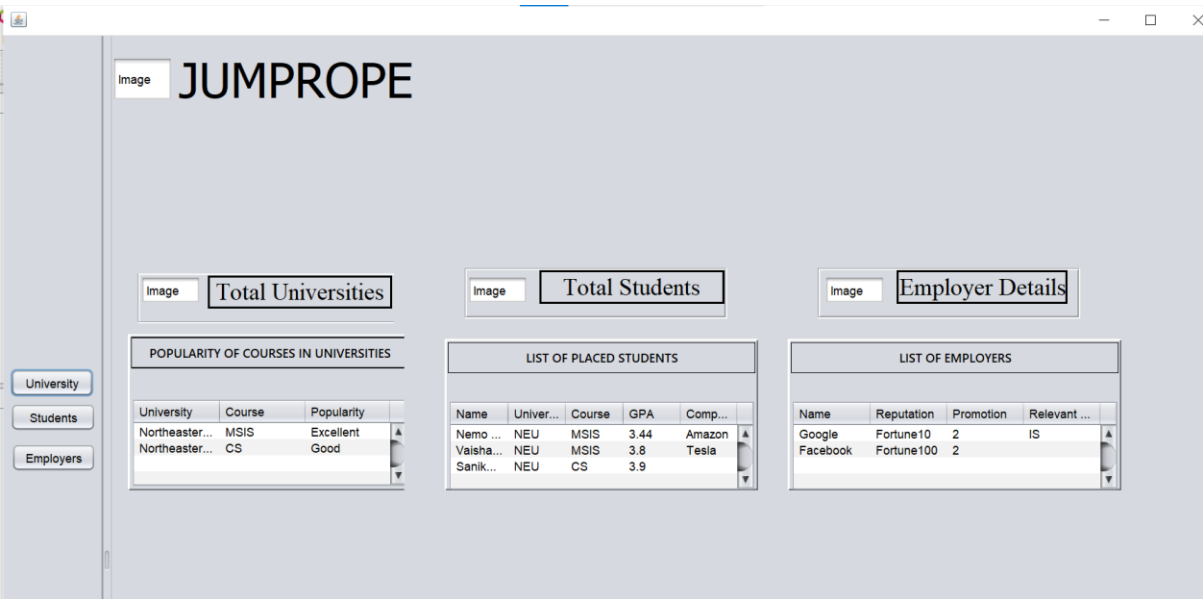 Image JUMPROPE
Image Total Universities
Image Total Students
Image Employer Details
POPULARITY OF COURSES IN UNIVERSITIES
University Course Popularity
Northeaster... MSIS Excellent
Northeaster... CS Good
LIST OF PLACED STUDENTS
Name Univer... Course GPA Comp...
Nemo ... NEU MSIS 3.44 Amazon
Vaisha... NEU MSIS 3.8 Tesla
Sanik... NEU CS 3.9
LIST OF EMPLOYERS
Name Reputation Promotion Relevant ...
Google Fortune10 2 IS
Facebook Fortune100 2
University
Students
Employers